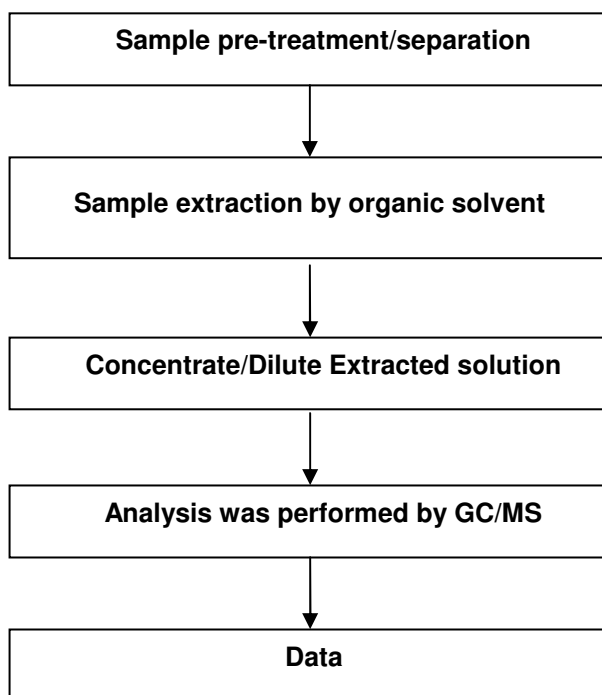 Sample pre-treatment/separation
Sample extraction by organic solvent
Concentrate/Dilute Extracted solution
Analysis was performed by GC/MS
Data